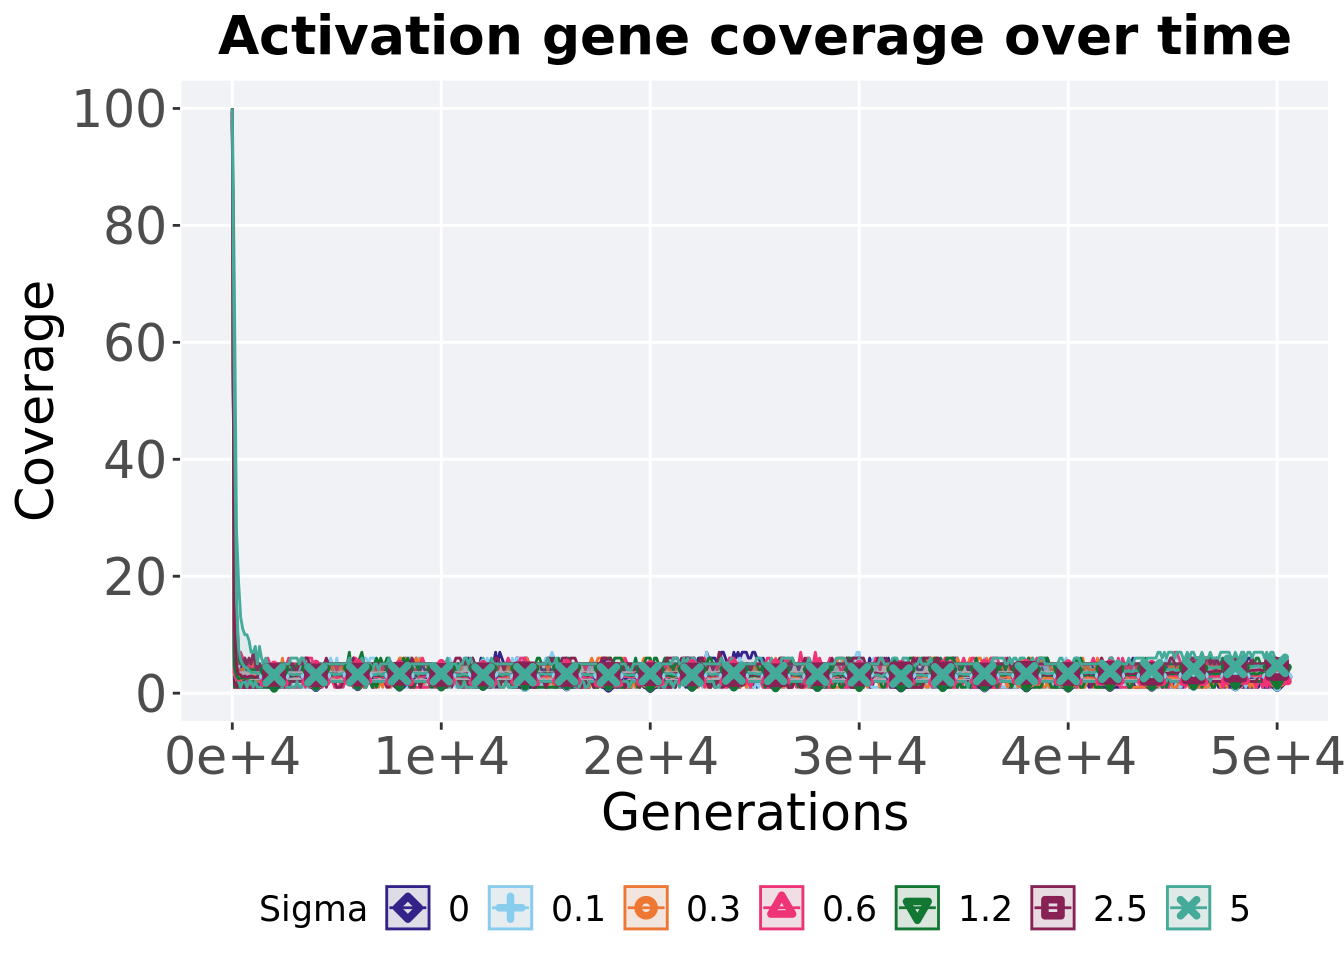 Activation gene coverage over time
Coverage
100
80
60
40
20
0
0e+4 1e+4 2e+4 3e+4 4e+4 5e+4
Generations
Sigma 0 0.1 0.3 0.6 1.2 2.5 5